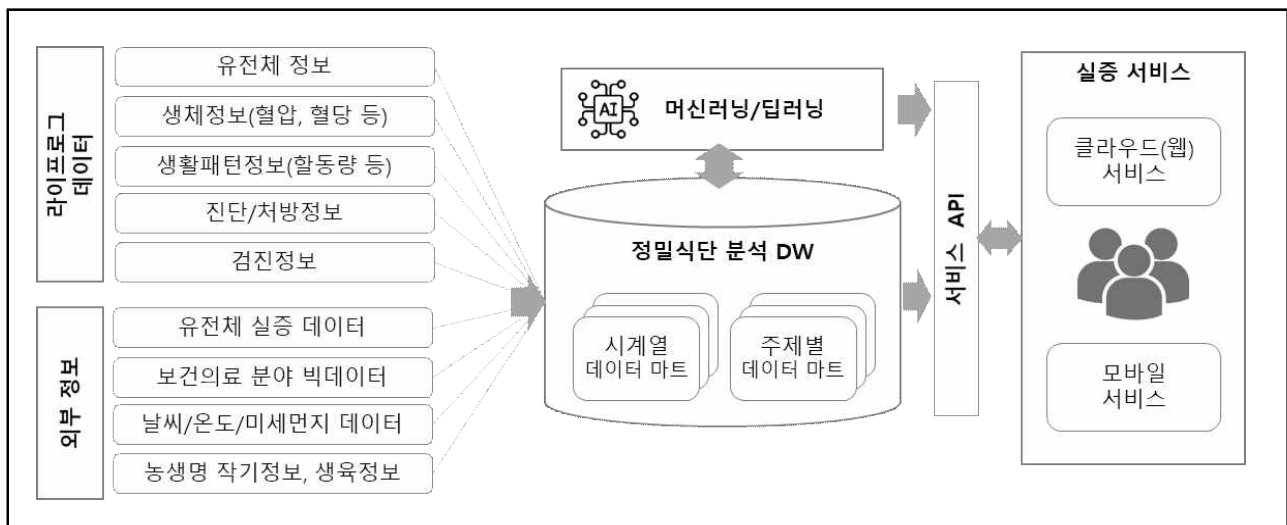 라이프로그
데이터
유전체 정보
생체정보(혈압, 혈당 등)
생활패턴정보(할동량 등)
진단/처방정보
검진정보
외부 정보
유전체 실증 데이터
보건의료 분야 빅데이터
날씨/온도/미세먼지 데이터
농생명 작기정보, 생육정보
AI
머신러닝/딥러닝
정밀식단 분석 DW
시계열
데이터 마트
주제별
데이터 마트
서비스 API
실증 서비스
클라우드(웹)
서비스
모바일
서비스